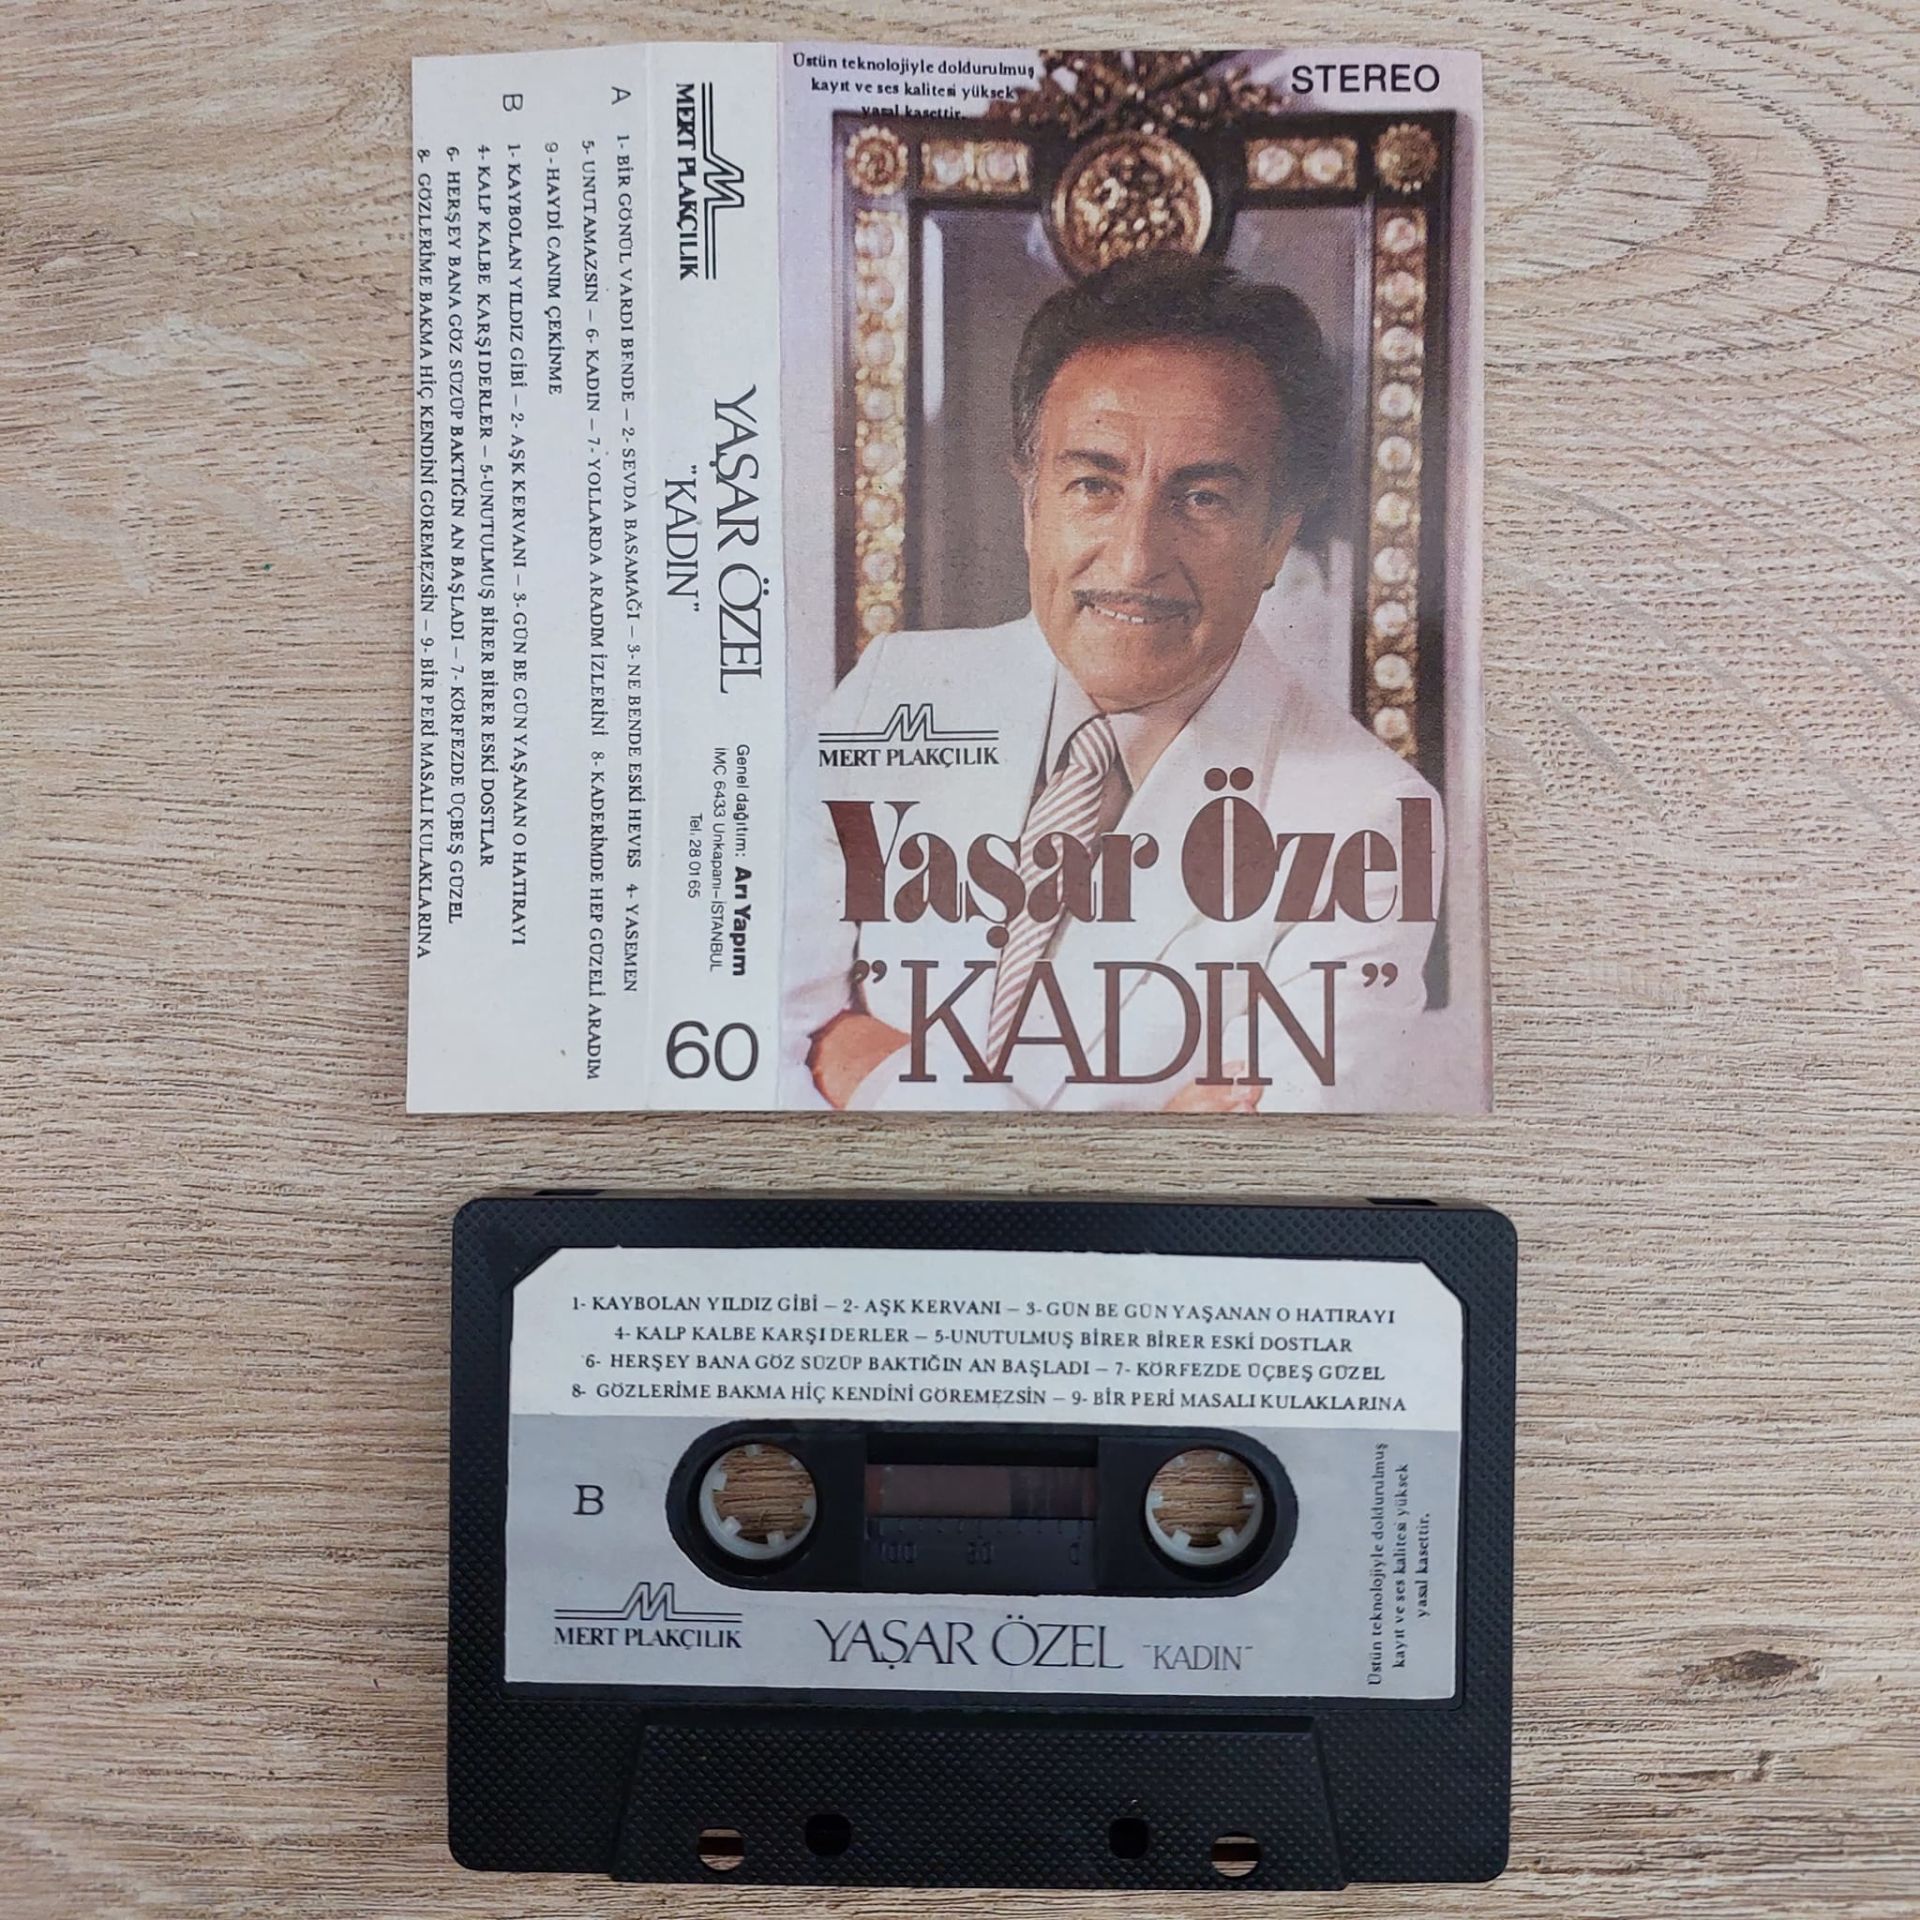 A
1- BİR GÖNÜL VARDI BENDE – 2- SEVDA BASAMAĞI – 3- NE BENDE ESKİ HEVES 4- YASEMEN
5- UNUTAMAZSIN – 6- KADIN – 7- YOLLARDA ARADIM İZLERİNİ 8- KADERİMDE HEP GÜZELİ ARADIM
9- HAYDİ CANIM ÇEKİNME
B
1- KAYBOLAN YILDIZ GİBİ – 2- AŞK KERVANI – 3- GÜN BE GÜN YAŞANAN O HATIRAYI
4- KALP KALBE KARŞI DERLER – 5-UNUTULMUŞ BİRER BİRER ESKİ DOSTLAR
6- HERŞEY BANA GÖZ SÜZÜP BAKTIĞIN AN BAŞLADI – 7- KÖRFEZDE ÜÇBEŞ GÜZEL
8- GÖZLERİME BAKMA HİÇ KENDİNİ GÖREMEZSİN – 9- BİR PERİ MASALI KULAKLARINA
M
MERT PLAKÇILIK
YAŞAR ÖZEL
"KADIN"
Genel dağıtım: Arı Yapım
İMÇ 6433 Unkapanı-İSTANBUL
Tel. 28 01 65
60
Üstün teknolojiyle doldurulmuş
kayıt ve ses kalitesi yüksek
yasal kasettir.
STEREO
M
MERT PLAKÇILIK
Yaşar Özel
"KADIN"
1- KAYBOLAN YILDIZ GİBİ – 2- AŞK KERVANI – 3- GÜN BE GÜN YAŞANAN O HATIRAYI
4- KALP KALBE KARŞI DERLER – 5-UNUTULMUŞ BİRER BİRER ESKİ DOSTLAR
6- HERŞEY BANA GÖZ SÜZÜP BAKTIĞIN AN BAŞLADI – 7- KÖRFEZDE ÜÇBEŞ GÜZEL
8- GÖZLERİME BAKMA HİÇ KENDİNİ GÖREMEZSİN – 9- BİR PERİ MASALI KULAKLARINA
B
100 50 0
M
MERT PLAKÇILIK
YAŞAR ÖZEL "KADIN"
Üstün teknolojiyle doldurulmuş
kayıt ve ses kalitesi yüksek
yasal kasettir.